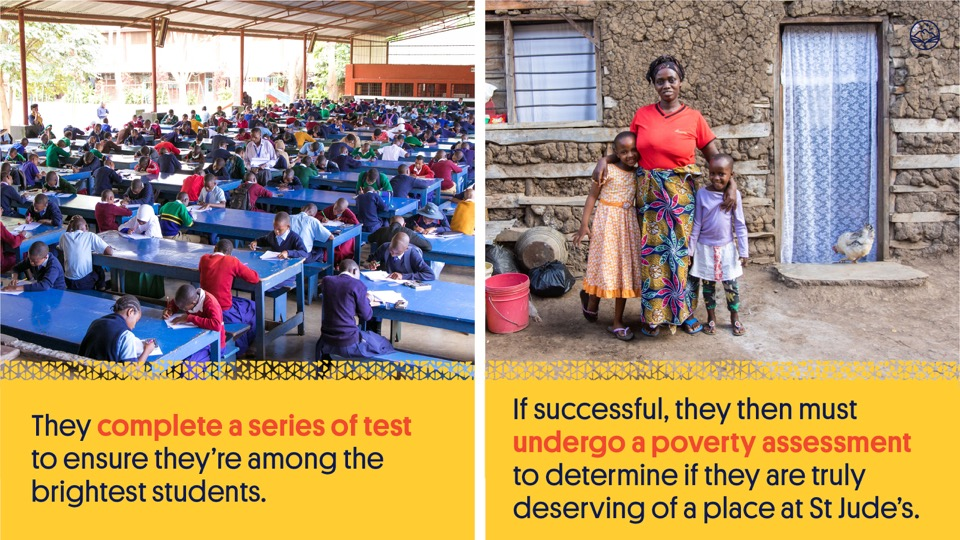 They complete a series of test
to ensure they're among the
brightest students.
If successful, they then must
undergo a poverty assessment
to determine if they are truly
deserving of a place at St Jude's.